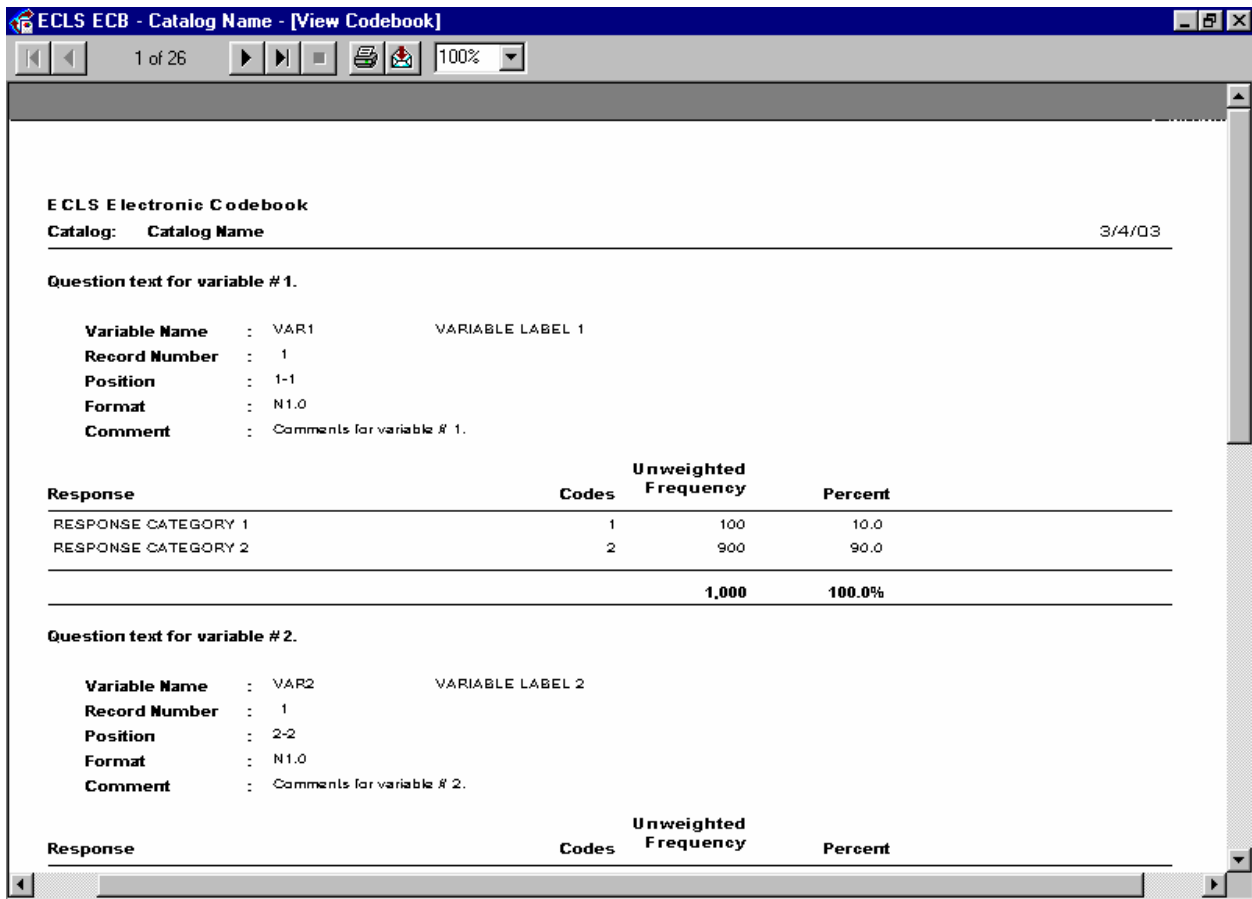 ECLS ECB - Catalog Name - [View Codebook]
1 of 26 100%
ECLS Electronic Codebook
Catalog: Catalog Name 3/4/03
Question text for variable # 1.
Variable Name : VAR1 VARIABLE LABEL 1
Record Number : 1
Position : 1-1
Format : N1.0
Comment : Comments for variable # 1.
Unweighted
Response Codes Frequency Percent
RESPONSE CATEGORY 1 1 100 10.0
RESPONSE CATEGORY 2 2 900 90.0
1,000 100.0%
Question text for variable # 2.
Variable Name : VAR2 VARIABLE LABEL 2
Record Number : 1
Position : 2-2
Format : N1.0
Comment : Comments for variable # 2.
Unweighted
Response Codes Frequency Percent